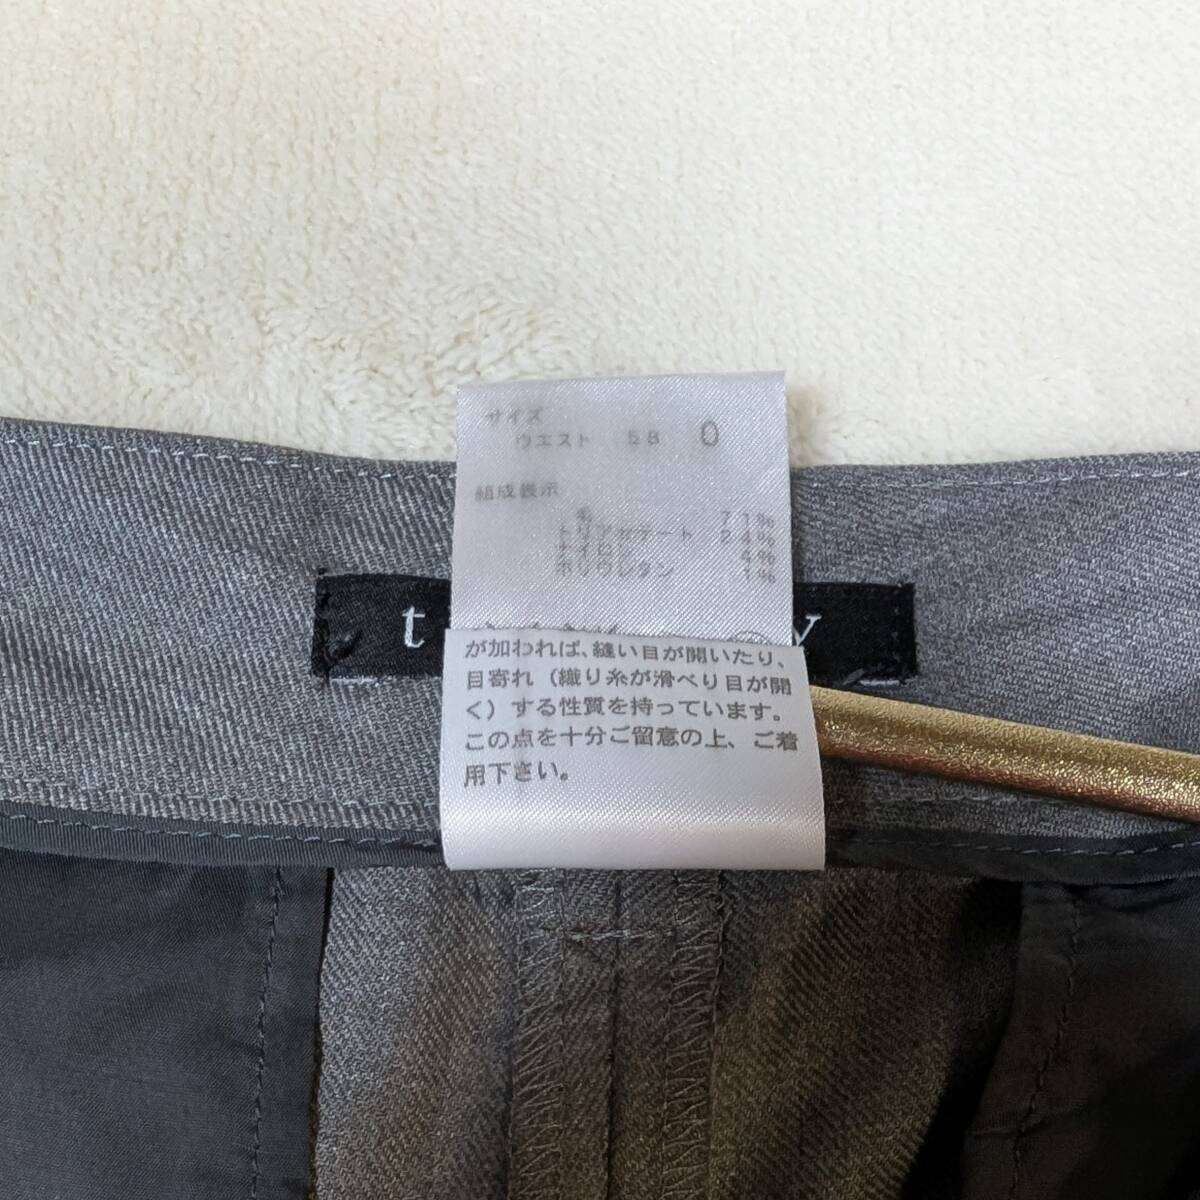 サイズ
ウエスト 58 0
組成表示
毛 71%
トリアセテート 24%
ナイロン 4%
ポリウレタン 1%
が加われば、縫い目が開いたり、
目寄れ（織り糸が滑べり目が開
く）する性質を持っています。
この点を十分ご留意の上、ご着
用下さい。